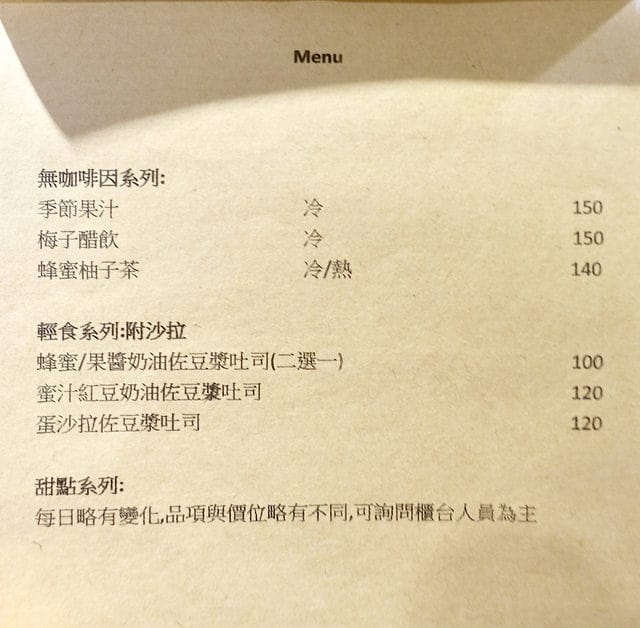 Menu
無咖啡因系列:
季節果汁 冷 150
梅子醋飲 冷 150
蜂蜜柚子茶 冷/熱 140
輕食系列:附沙拉
蜂蜜/果醬奶油佐豆漿吐司(二選一) 100
蜜汁紅豆奶油佐豆漿吐司 120
蛋沙拉佐豆漿吐司 120
甜點系列:
每日略有變化,品項與價位略有不同,可詢問櫃台人員為主